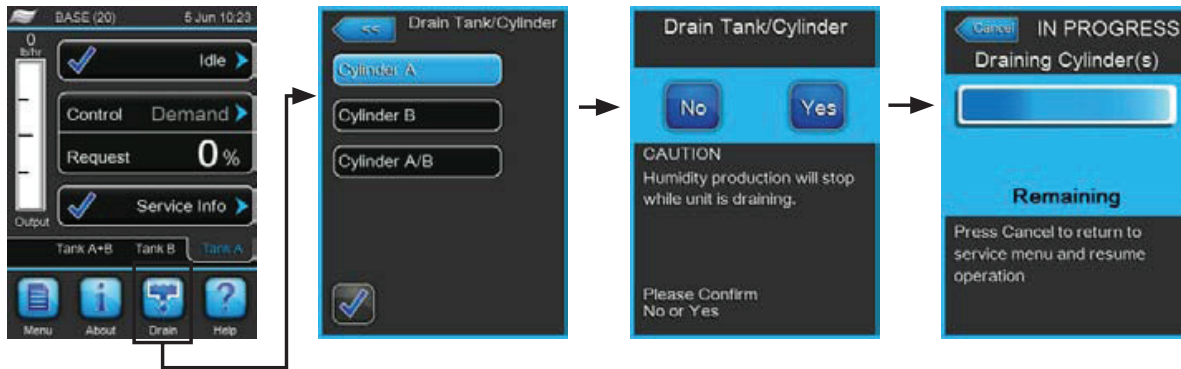 BASE (20) 5 Jun 10:23
0
lb/hr
Idle
Control Demand
Request 0 %
Service Info
Output
Tank A+B Tank B Tank A
Menu About Drain Help
<< Drain Tank/Cylinder
Cylinder A
Cylinder B
Cylinder A/B
Drain Tank/Cylinder
No Yes
CAUTION
Humidity production will stop
while unit is draining.
Please Confirm
No or Yes
Cancel IN PROGRESS
Draining Cylinder(s)
Remaining
Press Cancel to return to
service menu and resume
operation